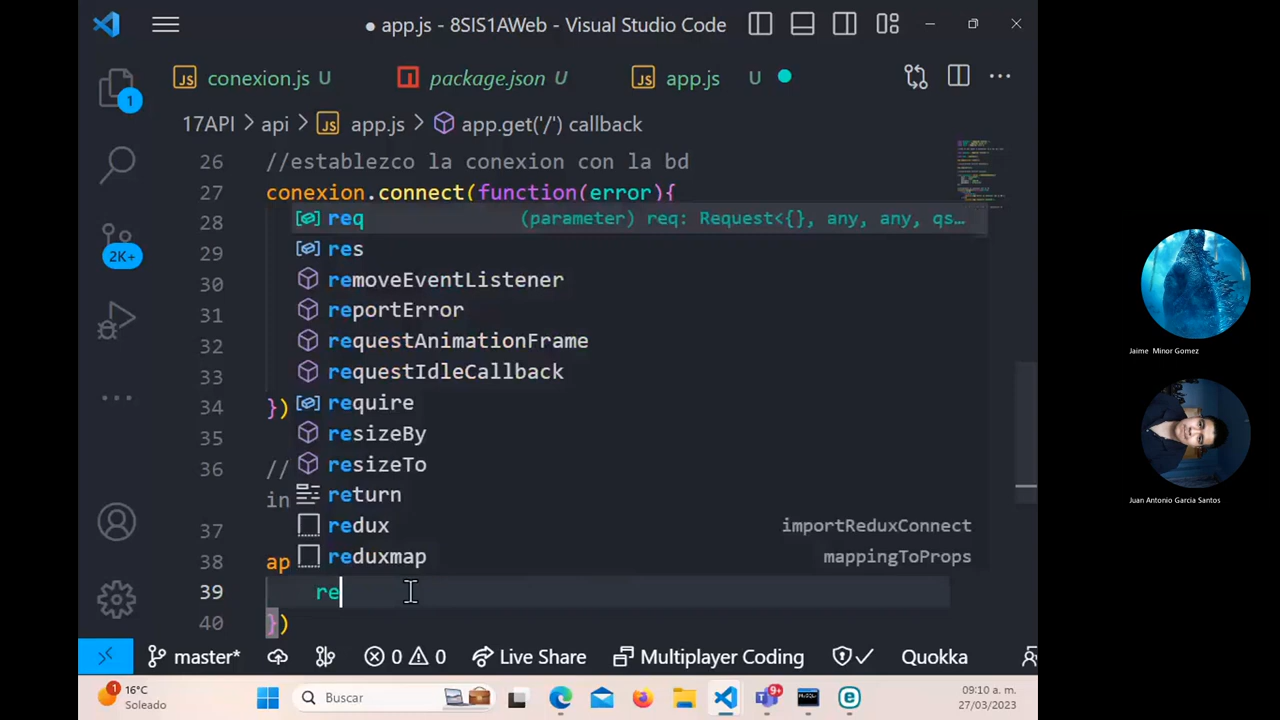 app.js - 8SIS1AWeb - Visual Studio Code
conexion.js U package.json U app.js U
1
17API > api > app.js > app.get('/') callback
26 //establezco la conexion con la bd
27 conexion.connect(function(error){
28 req (parameter) req: Request<{}, any, any, qs…
29 res
30 removeEventListener
31 reportError
32 requestAnimationFrame
33 requestIdleCallback
34 }) require
35 resizeBy
36 // resizeTo
in return
37 redux importReduxConnect
38 ap reduxmap mappingToProps
39 re
40 })
2K+
master* 0 0 Live Share Multiplayer Coding Quokka
1 16°C
Soleado
Buscar
9+
09:10 a. m.
27/03/2023
Jaime Minor Gomez
Juan Antonio Garcia Santos